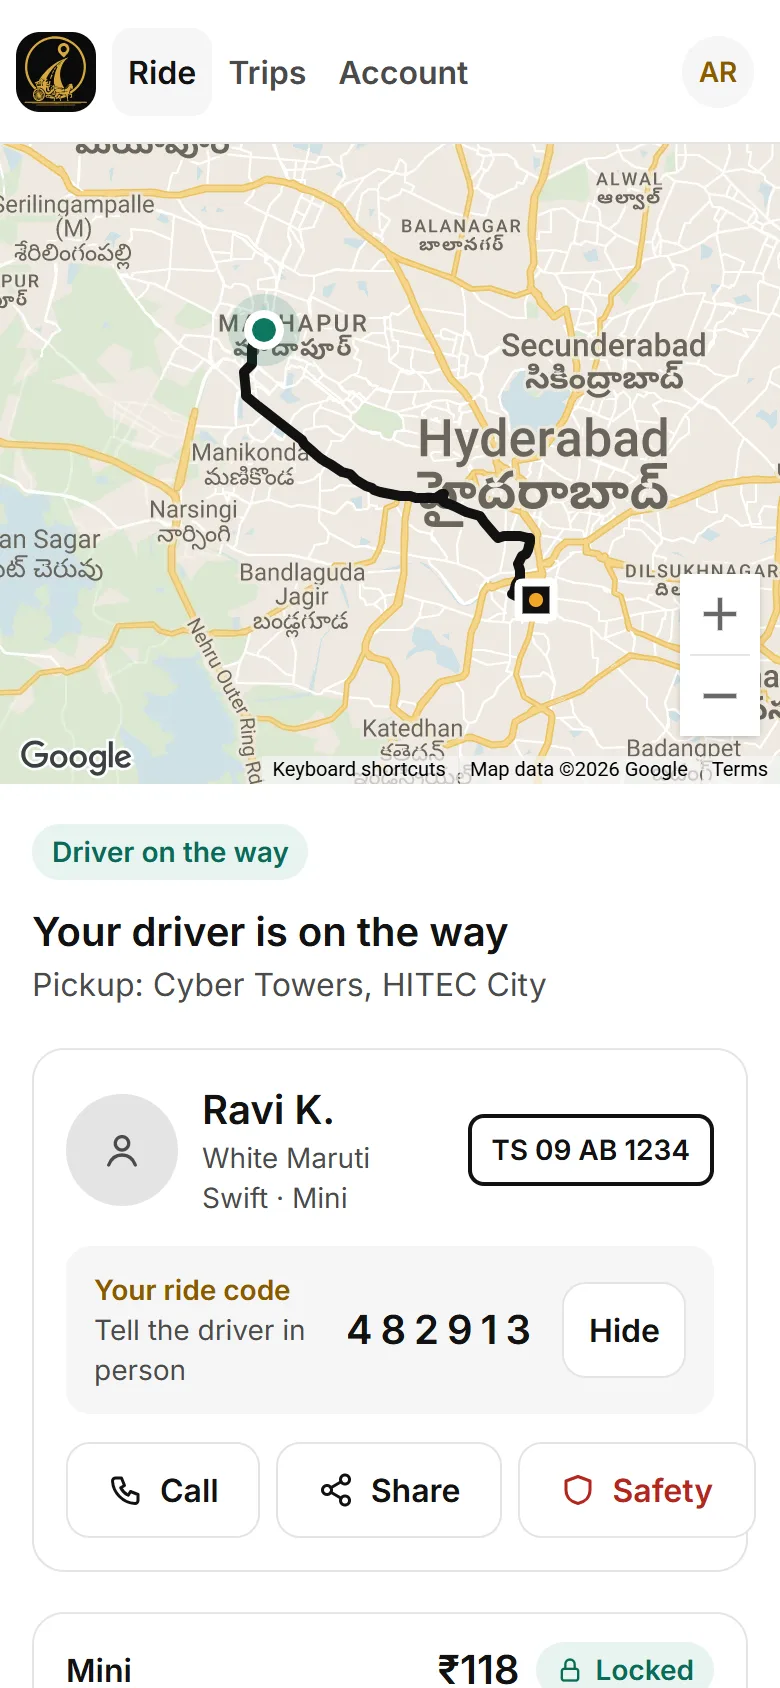 Ride Trips Account AR
ALWAL
ఆల్వాల్
Serilingampalle
(M)
శేరిలింగంపల్లి
BALANAGAR
బాలానగర్
Secunderabad
సికింద్రాబాద్
Hyderabad
హైదరాబాద్
Manikonda
మణికొండ
Narsingi
నార్సింగి
an Sagar
Bandlaguda
Jagir
బండ్లగూడ
DILSUKHNAGAR
Nehru Outer Ring Rd
Katedhan
కాటేదన్
Badangpet
Google
Keyboard shortcuts
Map data ©2026 Google
Terms
Driver on the way
Your driver is on the way
Pickup: Cyber Towers, HITEC City
Ravi K.
White Maruti
Swift · Mini
TS 09 AB 1234
Your ride code
Tell the driver in
person
482913
Hide
Call
Share
Safety
Mini
₹118
Locked